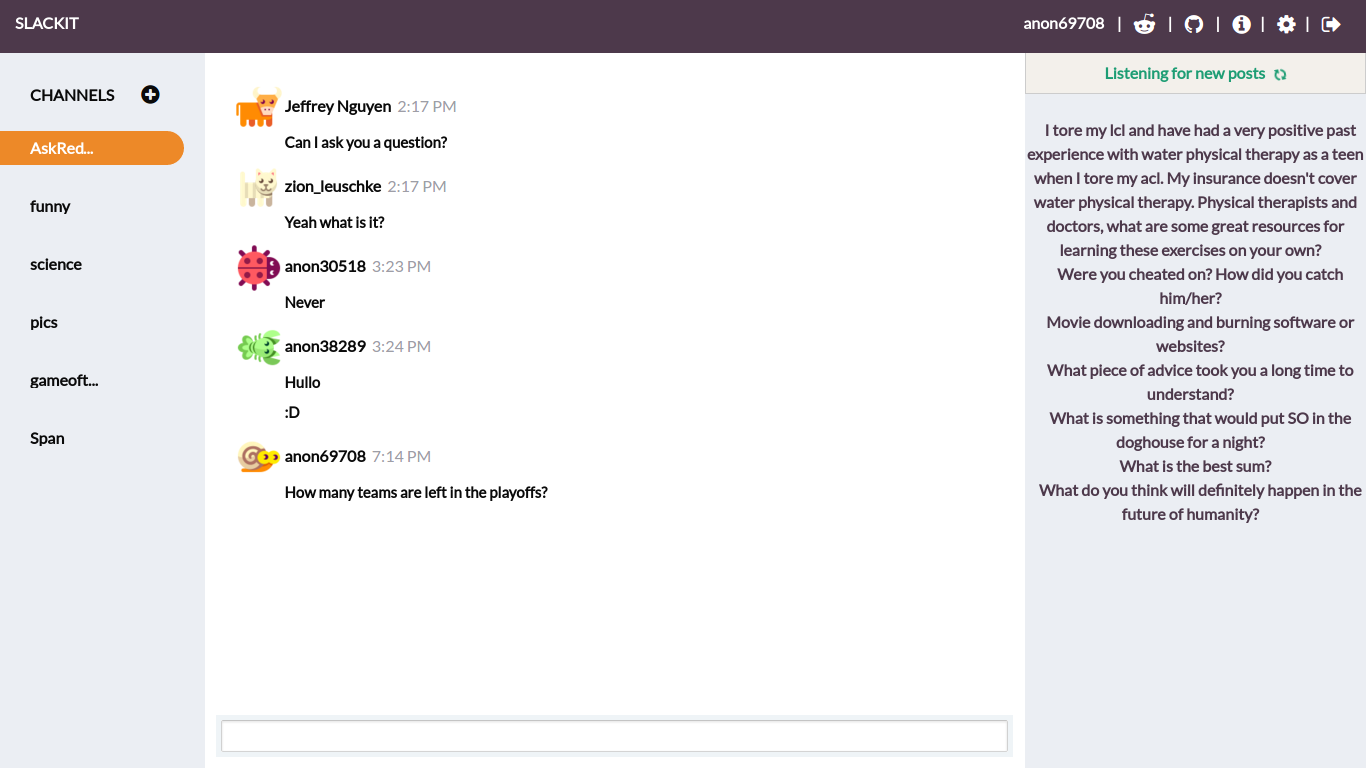 SLACKIT
anon69708 | | | | |
CHANNELS
AskRed...
funny
science
pics
gameoft...
Span
Jeffrey Nguyen 2:17 PM
Can I ask you a question?
zion_leuschke 2:17 PM
Yeah what is it?
anon30518 3:23 PM
Never
anon38289 3:24 PM
Hullo
:D
anon69708 7:14 PM
How many teams are left in the playoffs?
Listening for new posts
I tore my lcl and have had a very positive past
experience with water physical therapy as a teen
when I tore my acl. My insurance doesn't cover
water physical therapy. Physical therapists and
doctors, what are some great resources for
learning these exercises on your own?
Were you cheated on? How did you catch
him/her?
Movie downloading and burning software or
websites?
What piece of advice took you a long time to
understand?
What is something that would put SO in the
doghouse for a night?
What is the best sum?
What do you think will definitely happen in the
future of humanity?